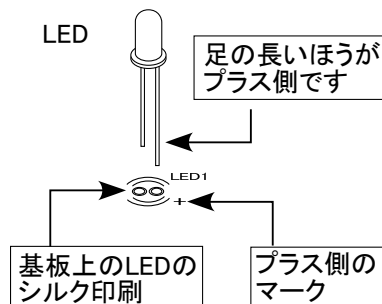 LED
足の長いほうが
プラス側です
LED1
+
基板上のLEDの
シルク印刷
プラス側の
マーク